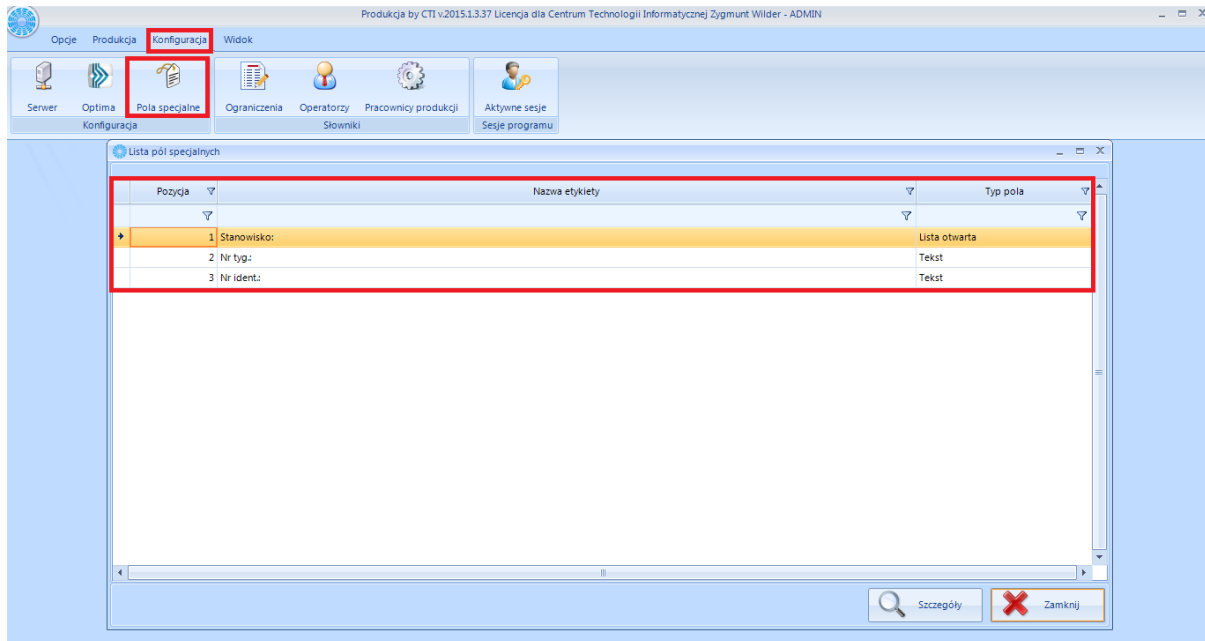 Produkcja by CTI v.2015.1.3.37 Licencja dla Centrum Technologii Informatycznej Zygmunt Wilder - ADMIN
Opcje Produkcja Konfiguracja Widok
Serwer Optima Pola specjalne Ograniczenia Operatorzy Pracownicy produkcji Aktywne sesje
Konfiguracja Słowniki Sesje programu
Lista pól specjalnych
Pozycja Nazwa etykiety Typ pola
1 Stanowisko: Lista otwarta
2 Nr tyg.: Tekst
3 Nr ident.: Tekst
Szczegóły Zamknij